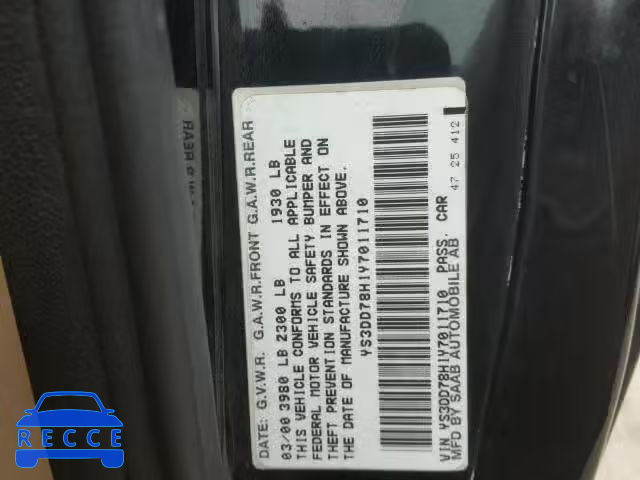 DATE: G.V.W.R. G.A.W.R.FRONT G.A.W.R.REAR
03/00 3980 LB 2300 LB 1930 LB
THIS VEHICLE CONFORMS TO ALL APPLICABLE
FEDERAL MOTOR VEHICLE SAFETY BUMPER AND
THEFT PREVENTION STANDARDS IN EFFECT ON
THE DATE OF MANUFACTURE SHOWN ABOVE.
YS3DD78H1Y7011710
VIN YS3DD78H1Y7011710 PASS. CAR
MFD BY SAAB AUTOMOBILE AB
47 25 412
RECCE